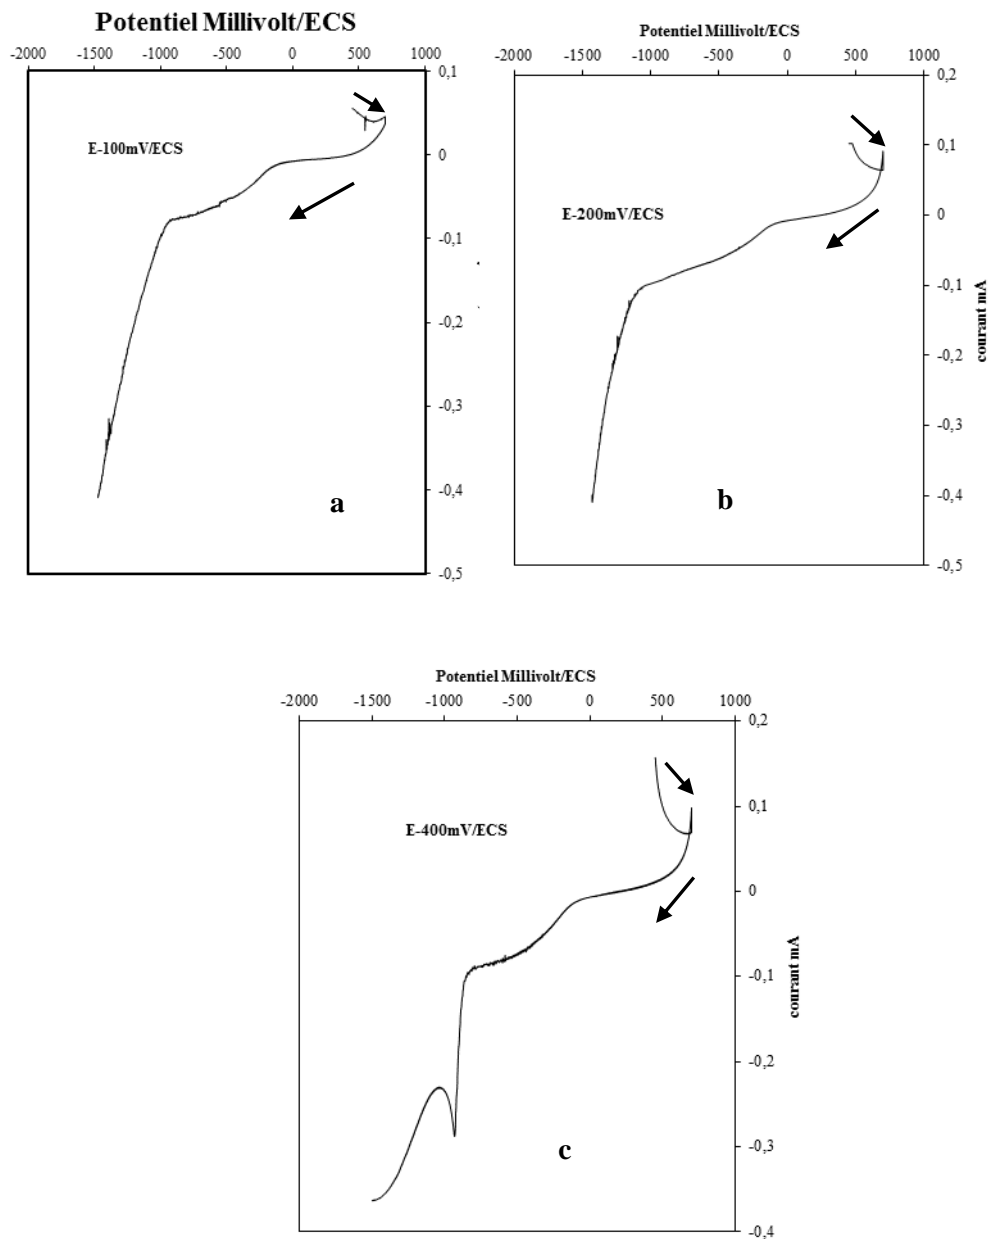 Potentiel Millivolt/ECS
-2000 -1500 -1000 -500 0 500 1000
0,1
0
-0,1
-0,2
-0,3
-0,4
-0,5
E-100mV/ECS
a
Potentiel Millivolt/ECS
-2000 -1500 -1000 -500 0 500 1000
0,2
0,1
0
-0,1
-0,2
-0,3
-0,4
-0,5
courant mA
E-200mV/ECS
b
Potentiel Millivolt/ECS
-2000 -1500 -1000 -500 0 500 1000
0,2
0,1
0
-0,1
-0,2
-0,3
-0,4
courant mA
E-400mV/ECS
c